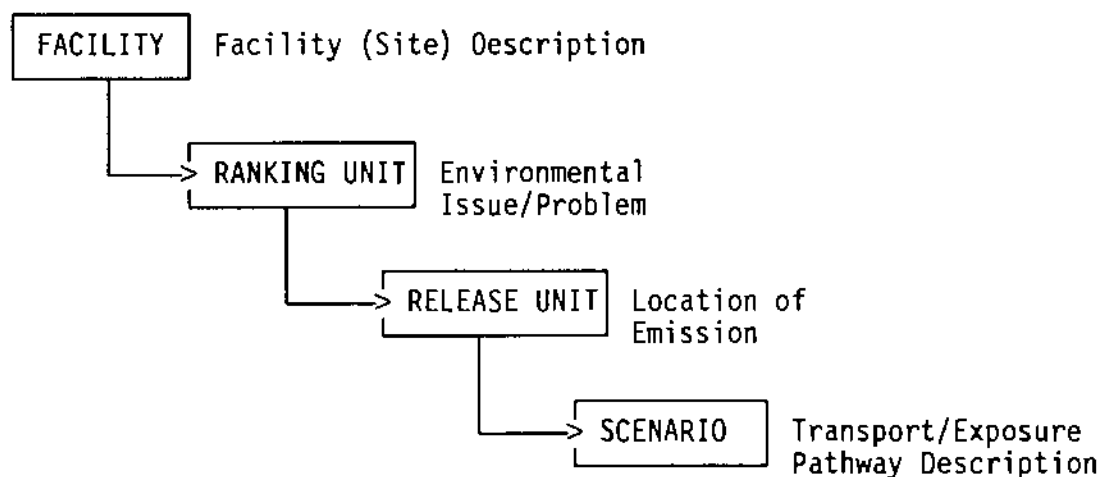 FACILITY Facility (Site) Oescription
RANKING UNIT Environmental
Issue/Problem
RELEASE UNIT Location of
Emission
SCENARIO Transport/Exposure
Pathway Description